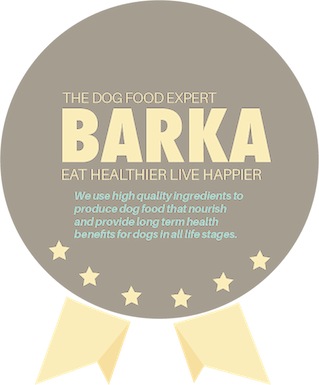 THE DOG FOOD EXPERT
BARKA
EAT HEALTHIER LIVE HAPPIER
We use high quality ingredients to
produce dog food that nourish
and provide long term health
benefits for dogs in all life stages.